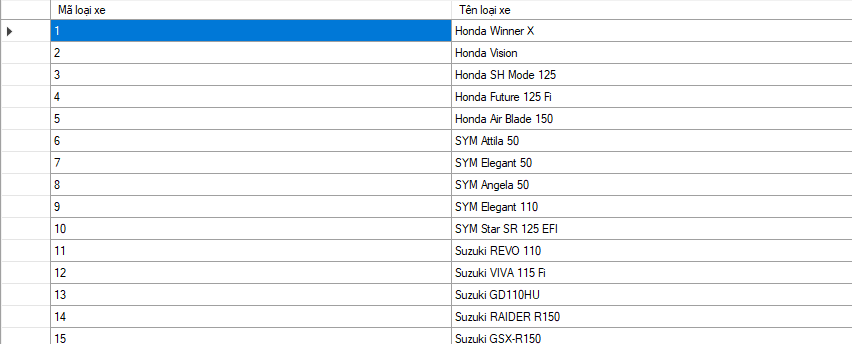 Mã loại xe Tên loại xe
1 Honda Winner X
2 Honda Vision
3 Honda SH Mode 125
4 Honda Future 125 Fi
5 Honda Air Blade 150
6 SYM Attila 50
7 SYM Elegant 50
8 SYM Angela 50
9 SYM Elegant 110
10 SYM Star SR 125 EFI
11 Suzuki REVO 110
12 Suzuki VIVA 115 Fi
13 Suzuki GD110HU
14 Suzuki RAIDER R150
15 Suzuki GSX-R150